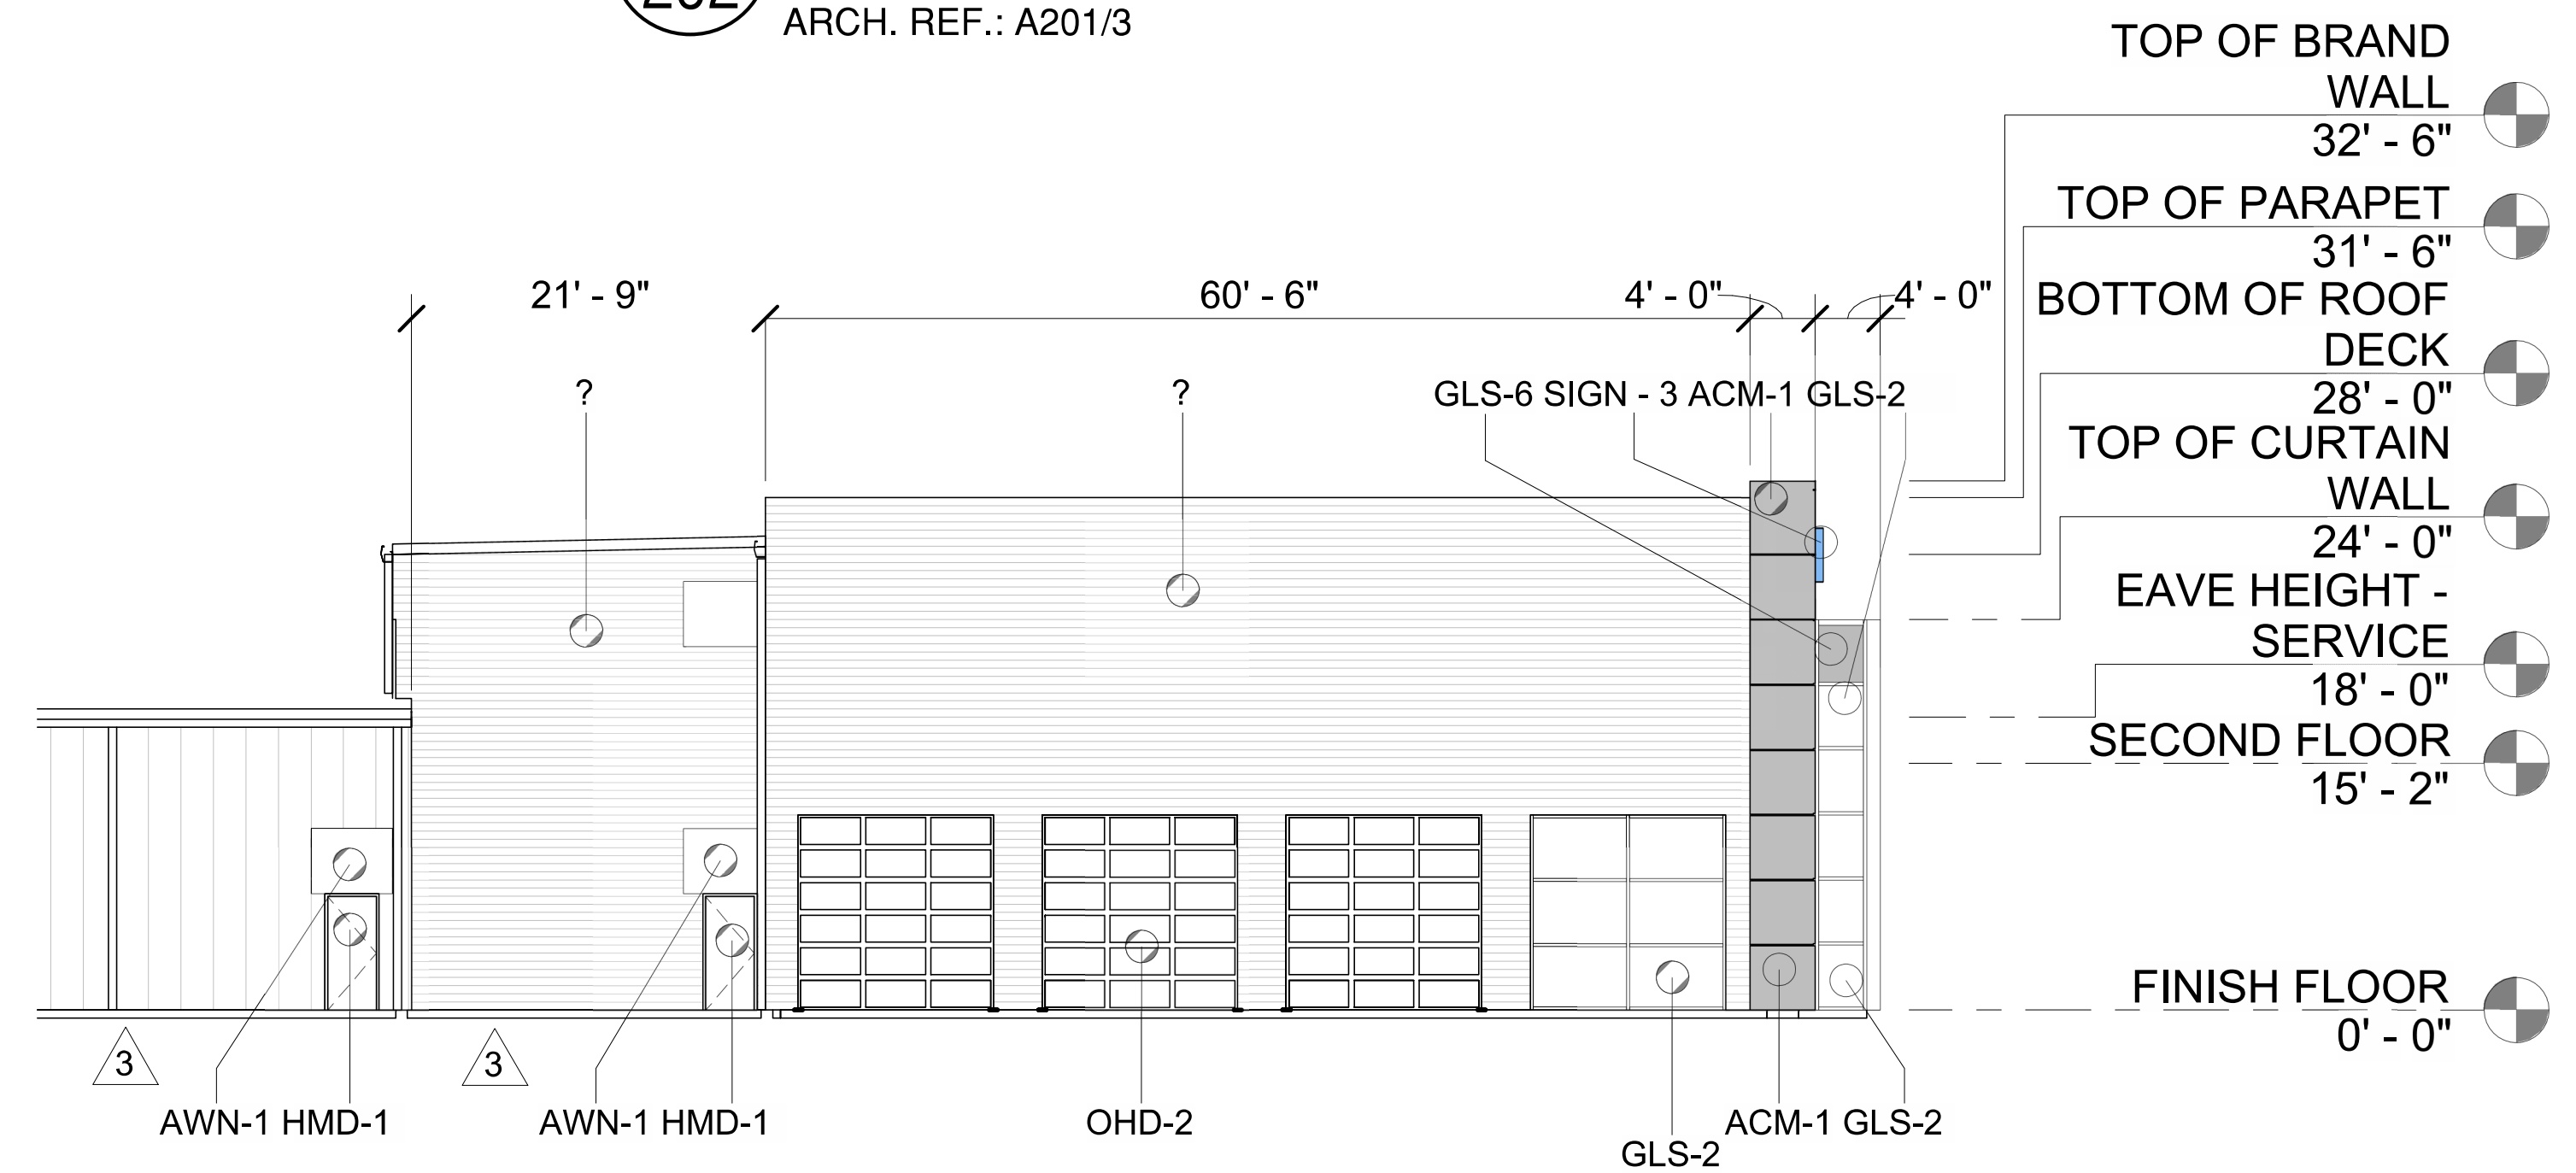 ARCH. REF.: A201/3
TOP OF BRAND
WALL
32' - 6"
TOP OF PARAPET
31' - 6"
21' - 9"
60' - 6"
4' - 0"
4' - 0"
BOTTOM OF ROOF
DECK
28' - 0"
?
?
GLS-6 SIGN - 3 ACM-1 GLS-2
TOP OF CURTAIN
WALL
24' - 0"
EAVE HEIGHT -
SERVICE
18' - 0"
SECOND FLOOR
15' - 2"
FINISH FLOOR
0' - 0"
3
3
AWN-1 HMD-1
AWN-1 HMD-1
OHD-2
GLS-2
ACM-1 GLS-2